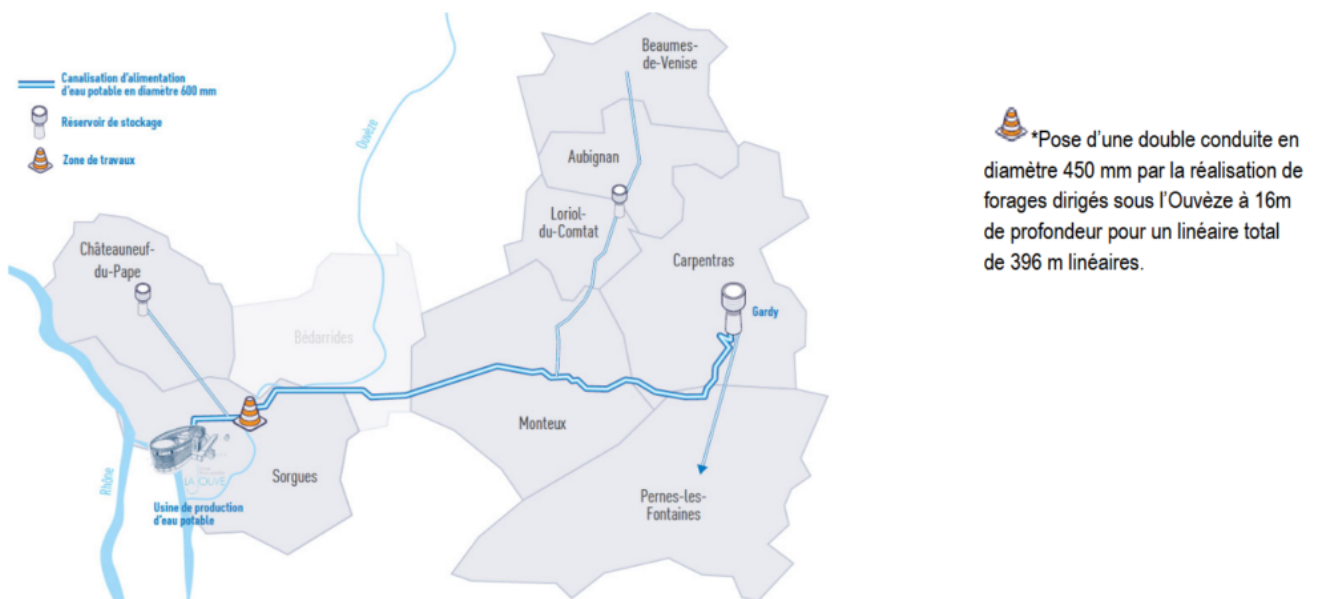 Canalisation d'alimentation
d'eau potable en diamètre 600 mm
Réservoir de stockage
Zone de travaux
Ouvèze
Beaumes-
de-Venise
Aubignan
Loriol-
du-Comtat
Carpentras
Gardy
Châteauneuf-
du-Pape
Bédarrides
Monteux
Sorgues
Rhône
LA JOUVE
Usine de production
d'eau potable
Pernes-les-
Fontaines
*Pose d'une double conduite en
diamètre 450 mm par la réalisation de
forages dirigés sous l'Ouvèze à 16m
de profondeur pour un linéaire total
de 396 m linéaires.